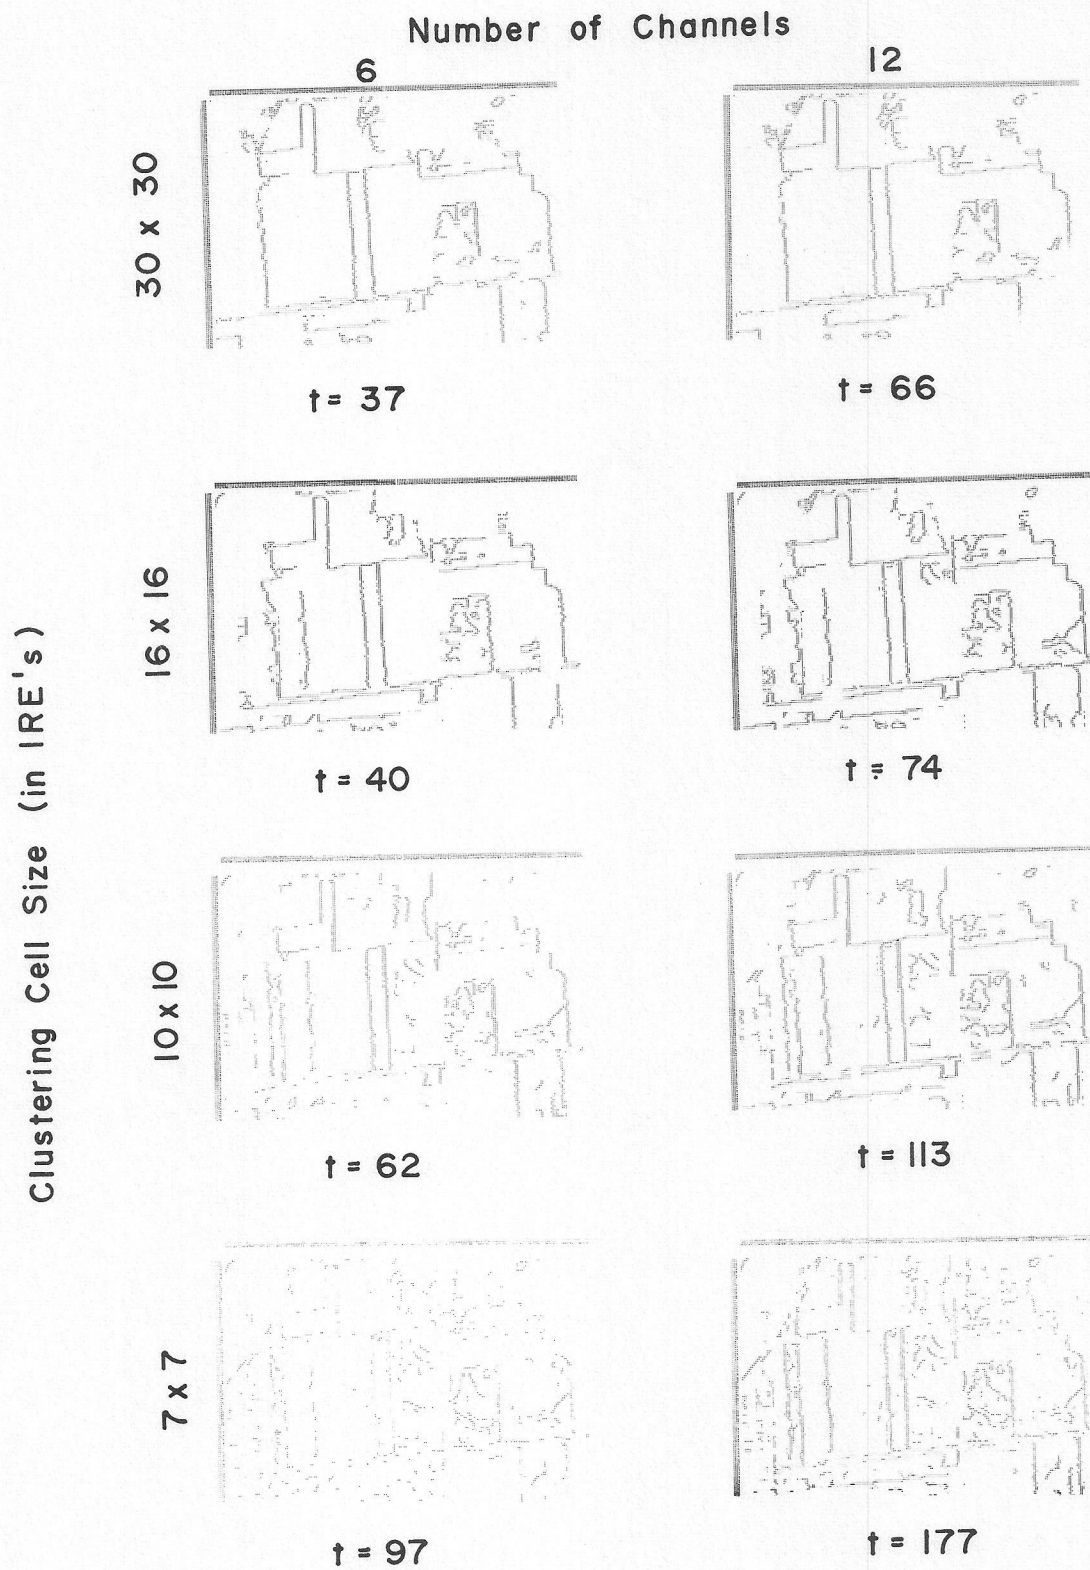 Number of Channels
6
12
Clustering Cell Size (in IRE's)
30 x 30
t = 37
t = 66
16 x 16
t = 40
t = 74
10 x 10
t = 62
t = 113
7 x 7
t = 97
t = 177